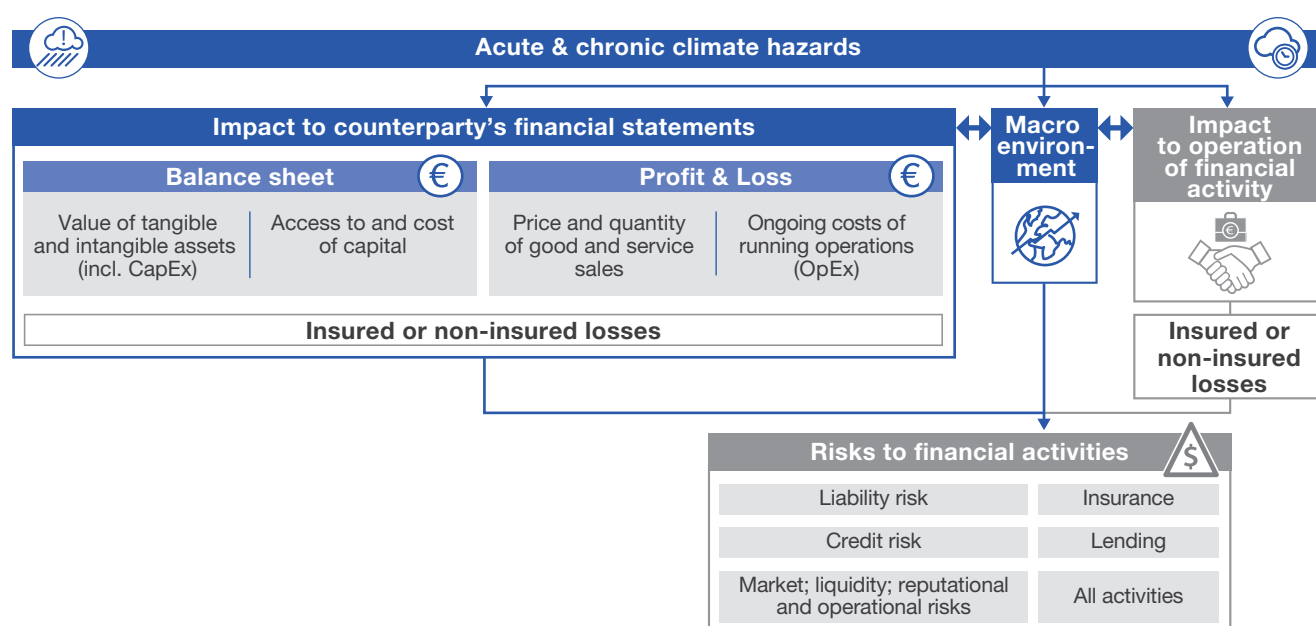 Acute & chronic climate hazards
Impact to counterparty's financial statements
Balance sheet
€
Value of tangible
and intangible assets
(incl. CapEx)
Access to and cost
of capital
Profit & Loss
€
Price and quantity
of good and service
sales
Ongoing costs of
running operations
(OpEx)
Insured or non-insured losses
Macro
environ-
ment
Impact
to operation
of financial
activity
€
Insured or
non-insured
losses
Risks to financial activities
$
Liability risk
Insurance
Credit risk
Lending
Market; liquidity; reputational
and operational risks
All activities